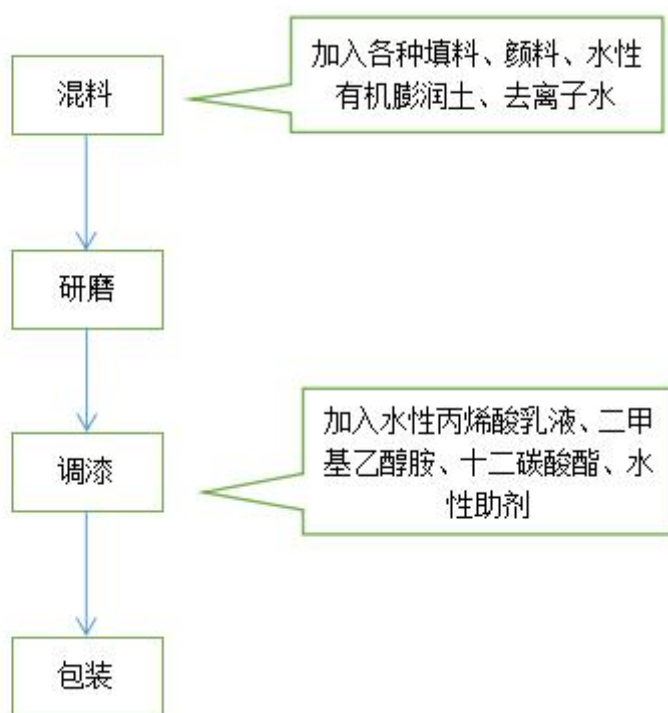 混料
加入各种填料、颜料、水性
有机膨润土、去离子水
研磨
调漆
加入水性丙烯酸乳液、二甲
基乙醇胺、十二碳酸酯、水
性助剂
包装